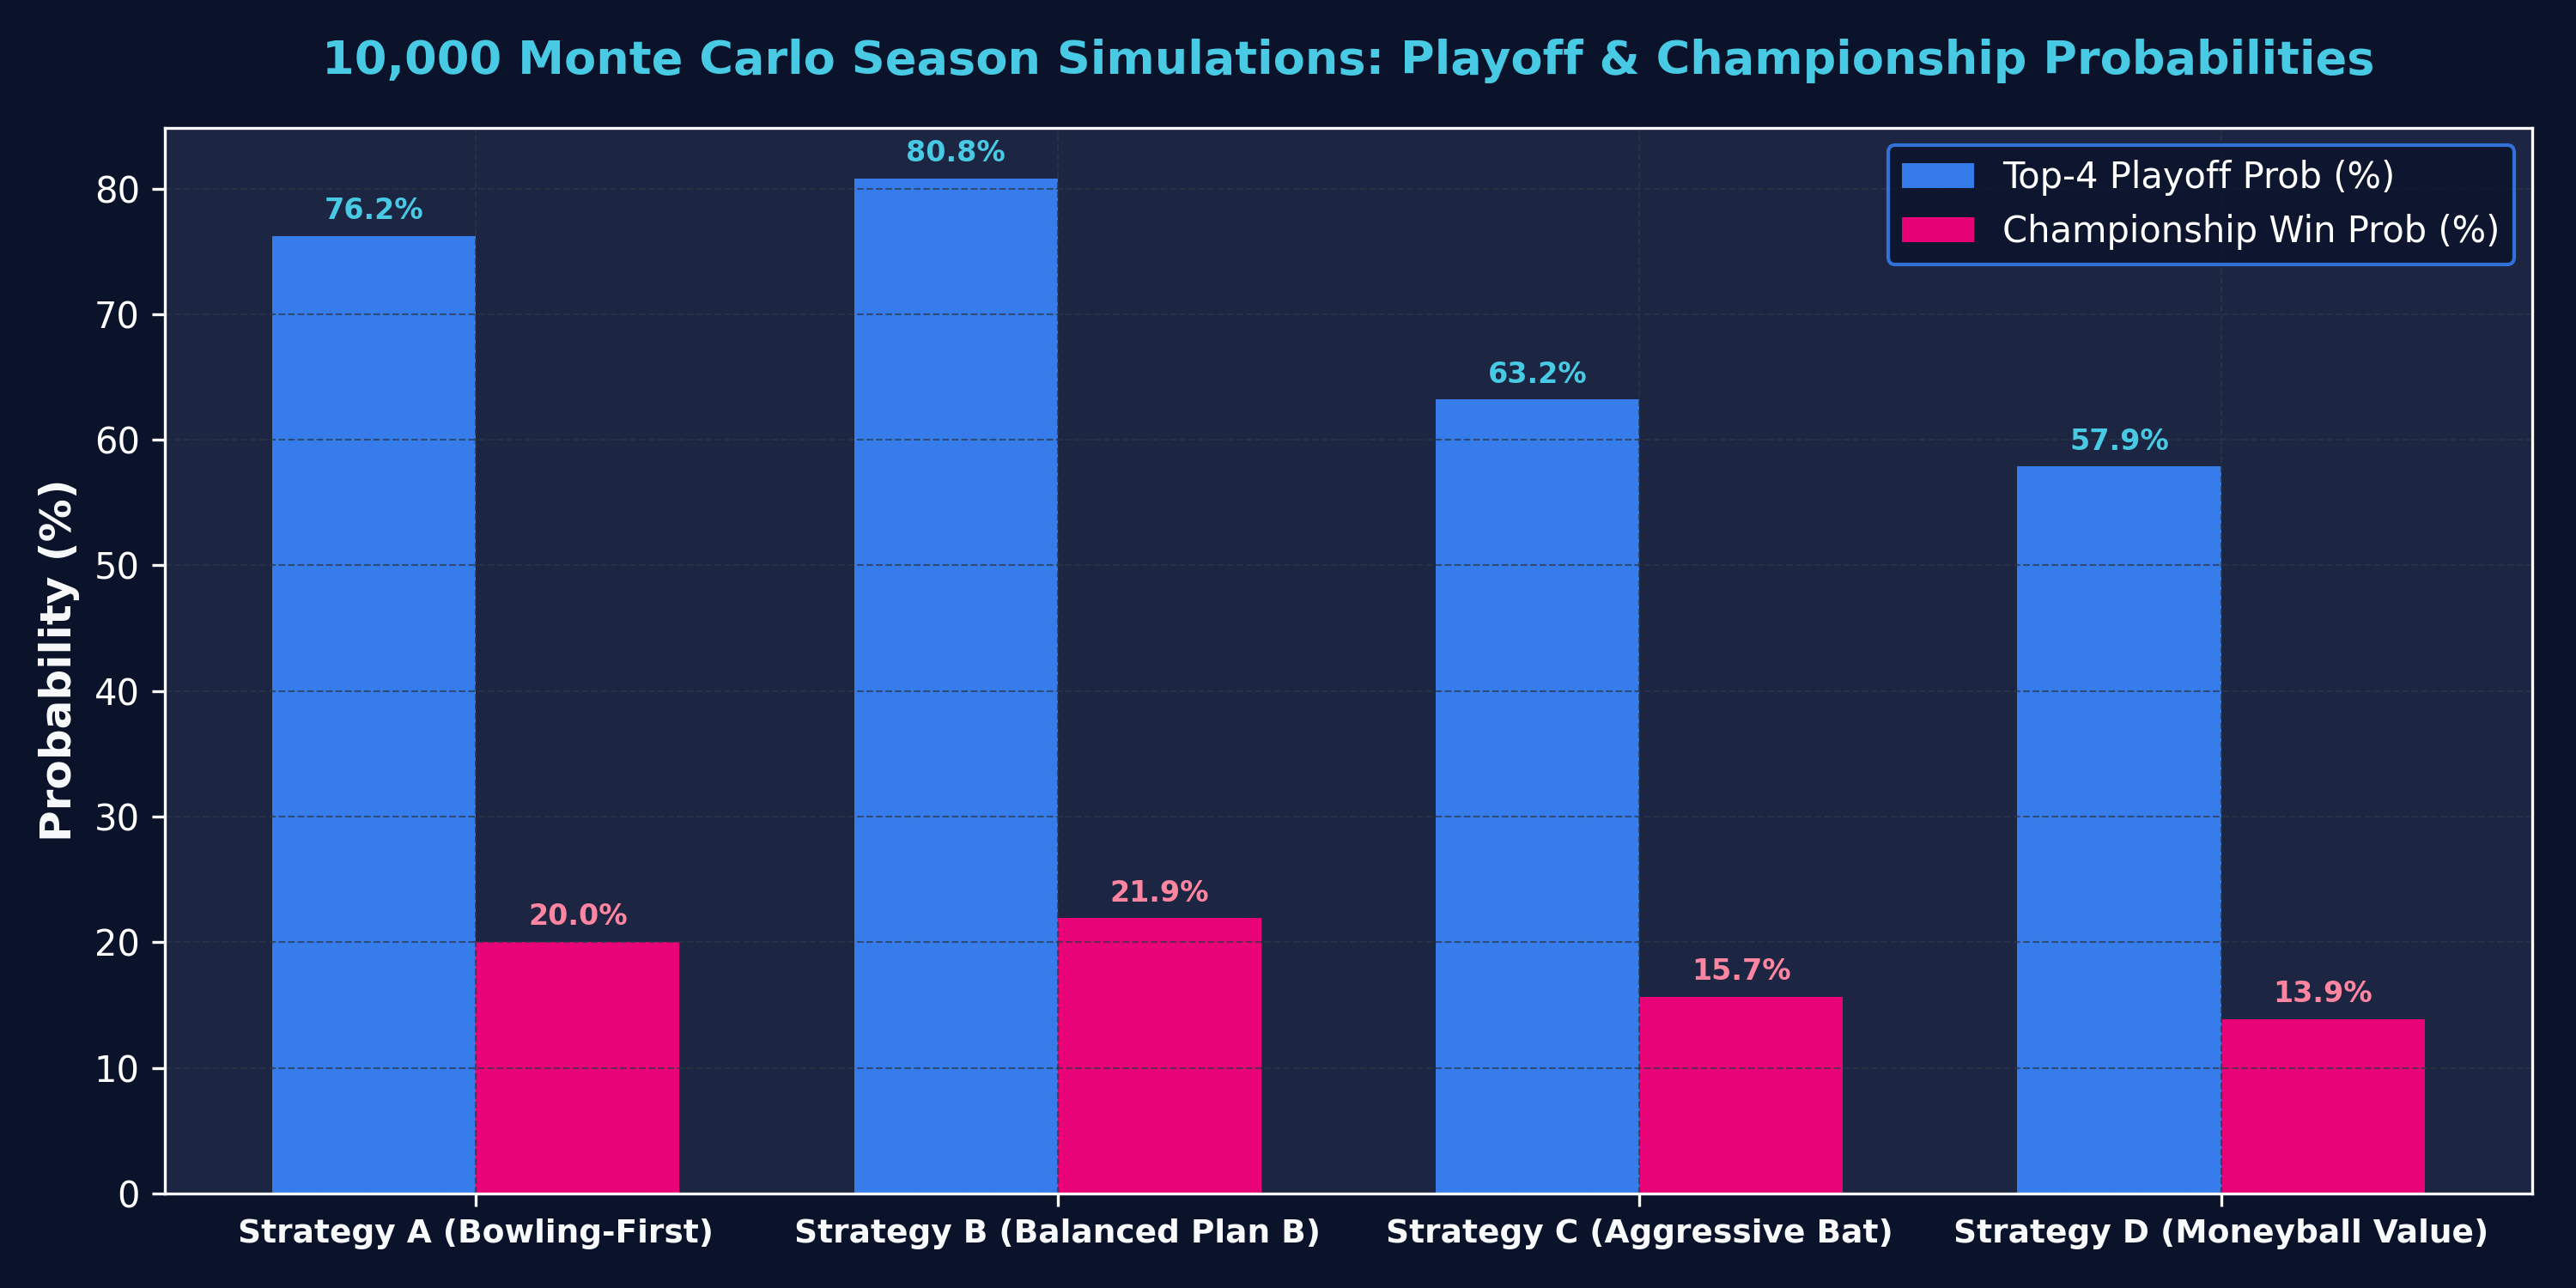 10,000 Monte Carlo Season Simulations: Playoff & Championship Probabilities
Top-4 Playoff Prob (%)
Championship Win Prob (%)
Probability (%)
80
70
60
50
40
30
20
10
0
76.2%
20.0%
80.8%
21.9%
63.2%
15.7%
57.9%
13.9%
Strategy A (Bowling-First)
Strategy B (Balanced Plan B)
Strategy C (Aggressive Bat)
Strategy D (Moneyball Value)